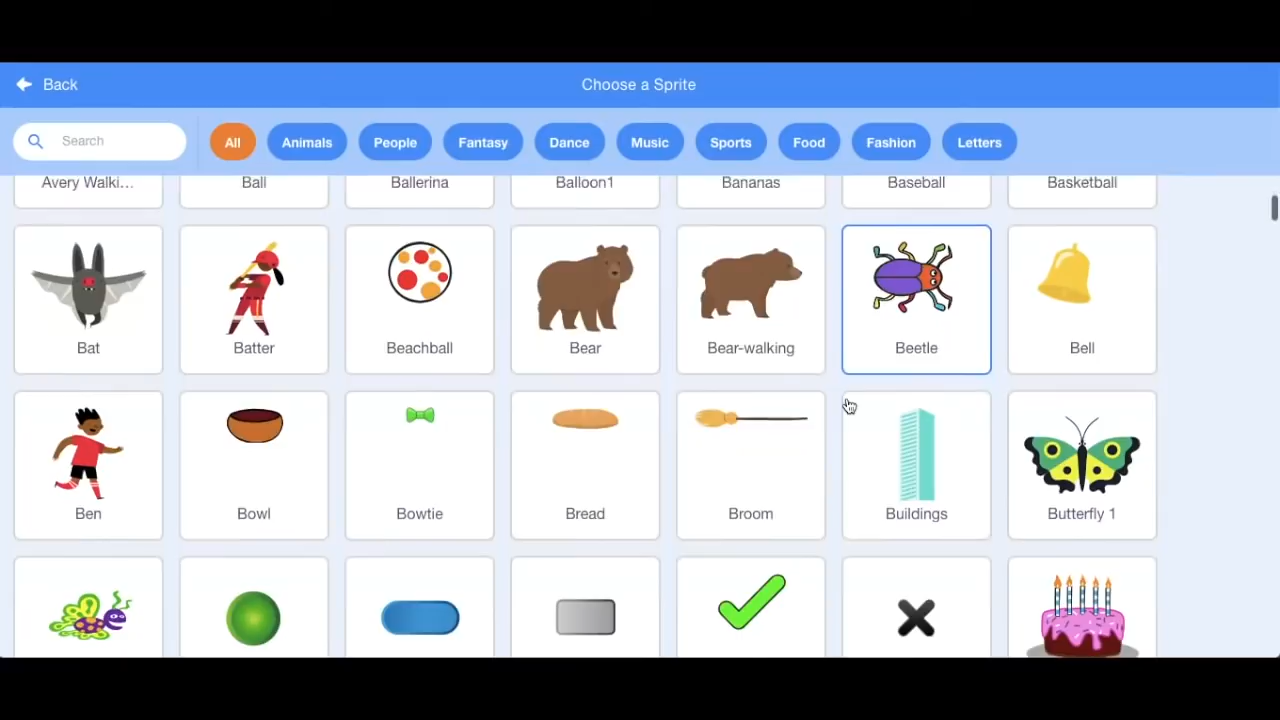 Back
Choose a Sprite
Search
All
Animals
People
Fantasy
Dance
Music
Sports
Food
Fashion
Letters
Avery Walki...
Ball
Ballerina
Balloon1
Bananas
Baseball
Basketball
Bat
Batter
Beachball
Bear
Bear-walking
Beetle
Bell
Ben
Bowl
Bowtie
Bread
Broom
Buildings
Butterfly 1